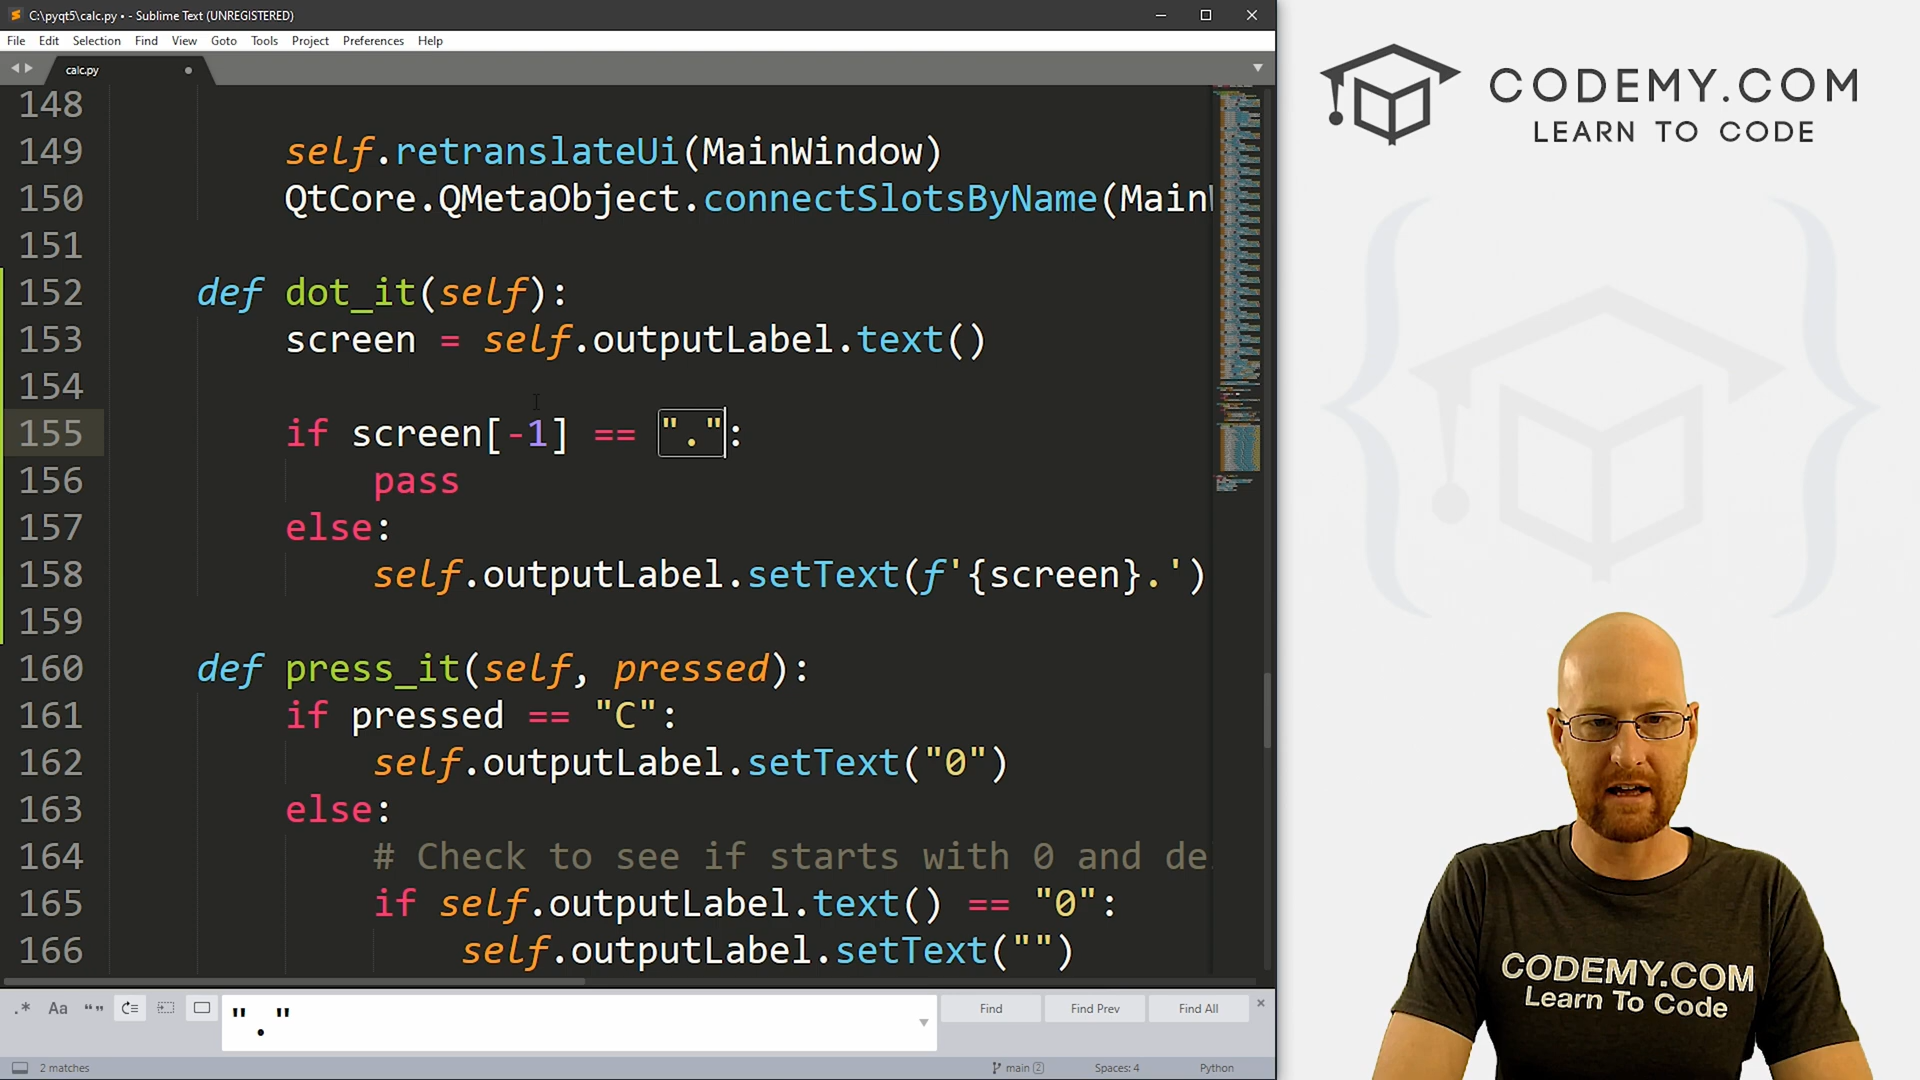 C:\pyqt5\calc.py • - Sublime Text (UNREGISTERED)
File Edit Selection Find View Goto Tools Project Preferences Help
calc.py
148
149 self.retranslateUi(MainWindow)
150 QtCore.QMetaObject.connectSlotsByName(MainW
151
152 def dot_it(self):
153 screen = self.outputLabel.text()
154
155 if screen[-1] == ".":
156 pass
157 else:
158 self.outputLabel.setText(f'{screen}.')
159
160 def press_it(self, pressed):
161 if pressed == "C":
162 self.outputLabel.setText("0")
163 else:
164 # Check to see if starts with 0 and de
165 if self.outputLabel.text() == "0":
166 self.outputLabel.setText("")
.* Aa “” "." Find Find Prev Find All
2 matches main 2 Spaces: 4 Python
CODEMY.COM
LEARN TO CODE
CODEMY.COM
Learn To Code